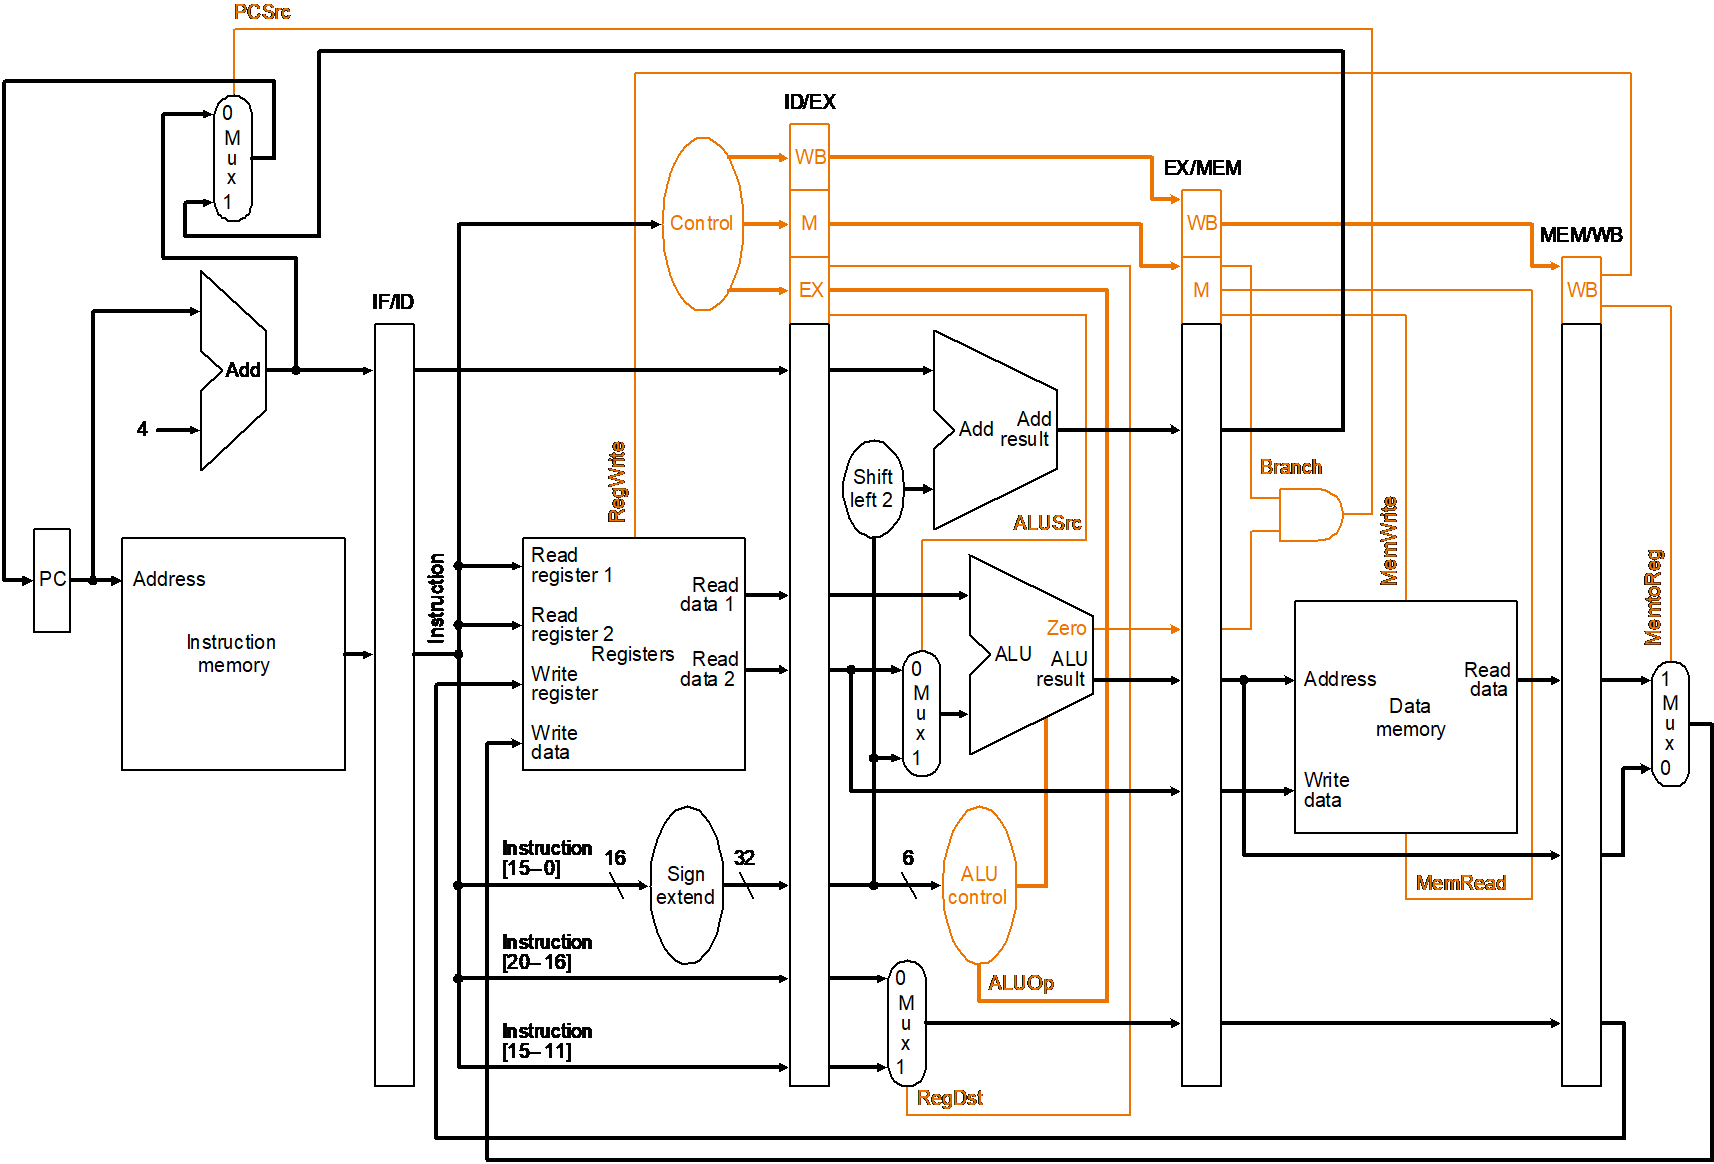 PCSrc
ID/EX
0
M
u
x
1
WB
EX/MEM
Control
M
WB
MEM/WB
IF/ID
EX
M
WB
Add
4
Add
Add
result
Shift
left 2
RegWrite
Branch
ALUSrc
MemWrite
PC
Address
Instruction
memory
Instruction
Read
register 1
Read
data 1
Read
register 2
Registers
Read
data 2
Write
register
Write
data
0
M
u
x
1
Zero
ALU
ALU
result
Address
Read
data
Data
memory
Write
data
MemtoReg
1
M
u
x
0
Instruction
[15–0]
16
Sign
extend
32
6
ALU
control
MemRead
Instruction
[20–16]
0
M
u
x
1
ALUOp
Instruction
[15–11]
RegDst